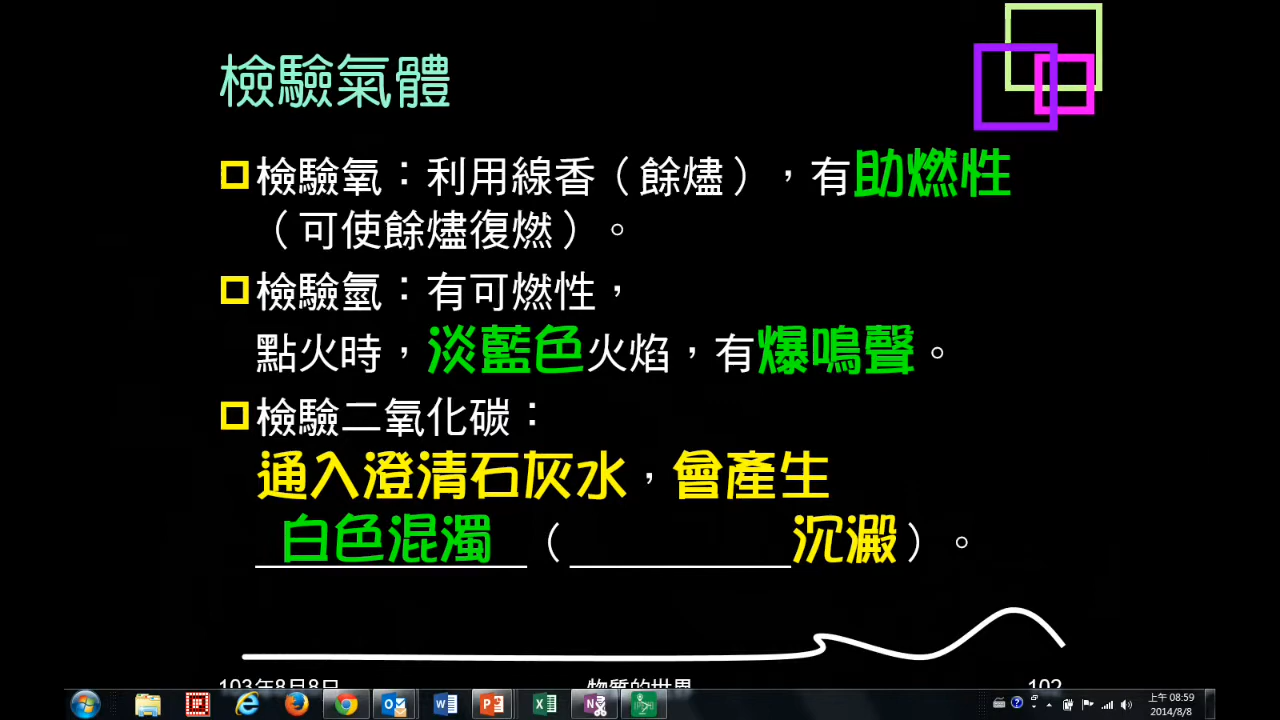 檢驗氣體
檢驗氧：利用線香（餘燼），有助燃性
（可使餘燼復燃）。
檢驗氫：有可燃性，
點火時，淡藍色火焰，有爆鳴聲。
檢驗二氧化碳：
通入澄清石灰水，會產生
白色混濁（沉澱）。
103年8月8日
物質的世界
102
上午 08:59
2014/8/8